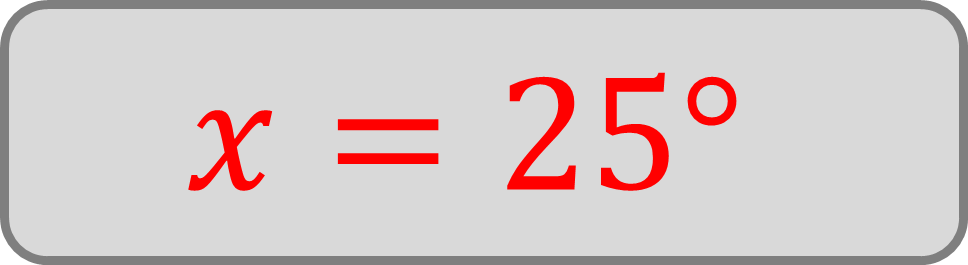 x = 25°